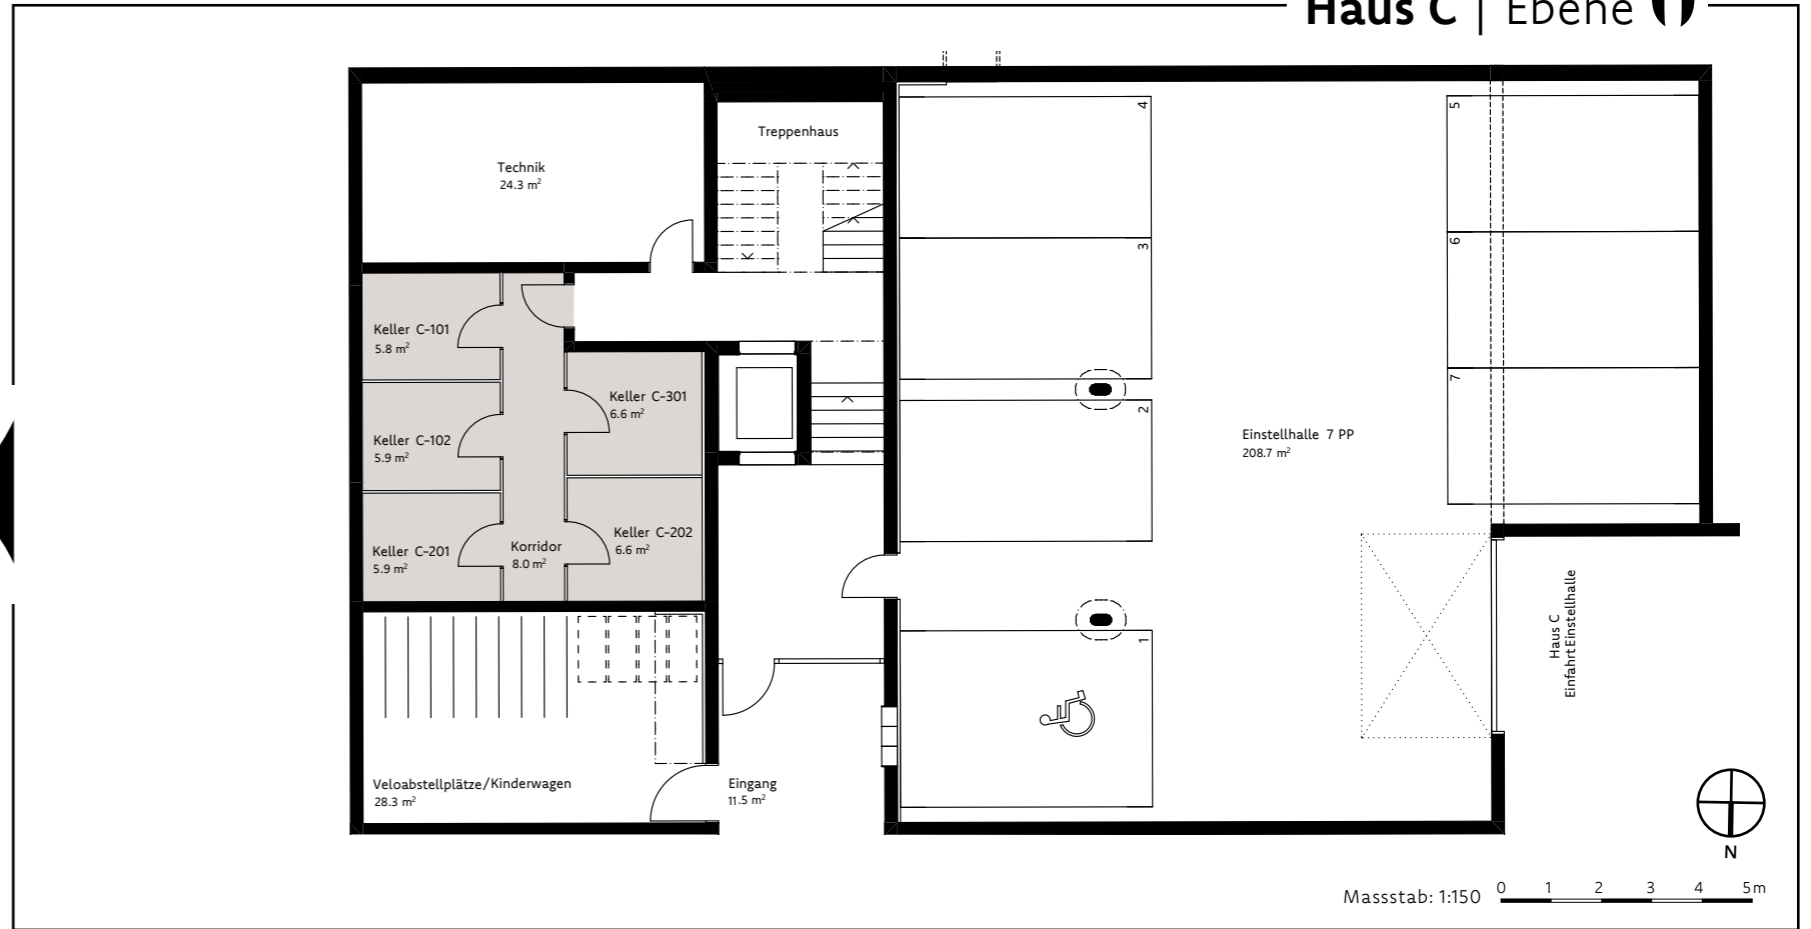 Haus C | Ebene 0
Treppenhaus
Technik
24.3 m²
4
3
2
1
5
6
7
Keller C-101
5.8 m²
Keller C-102
5.9 m²
Keller C-201
5.9 m²
Keller C-301
6.6 m²
Keller C-202
6.6 m²
Korridor
8.0 m²
Einstellhalle 7 PP
208.7 m²
Haus C
Einfahrt Einstellhalle
Veloabstellplätze/Kinderwagen
28.3 m²
Eingang
11.5 m²
N
Massstab: 1:150
0 1 2 3 4 5m